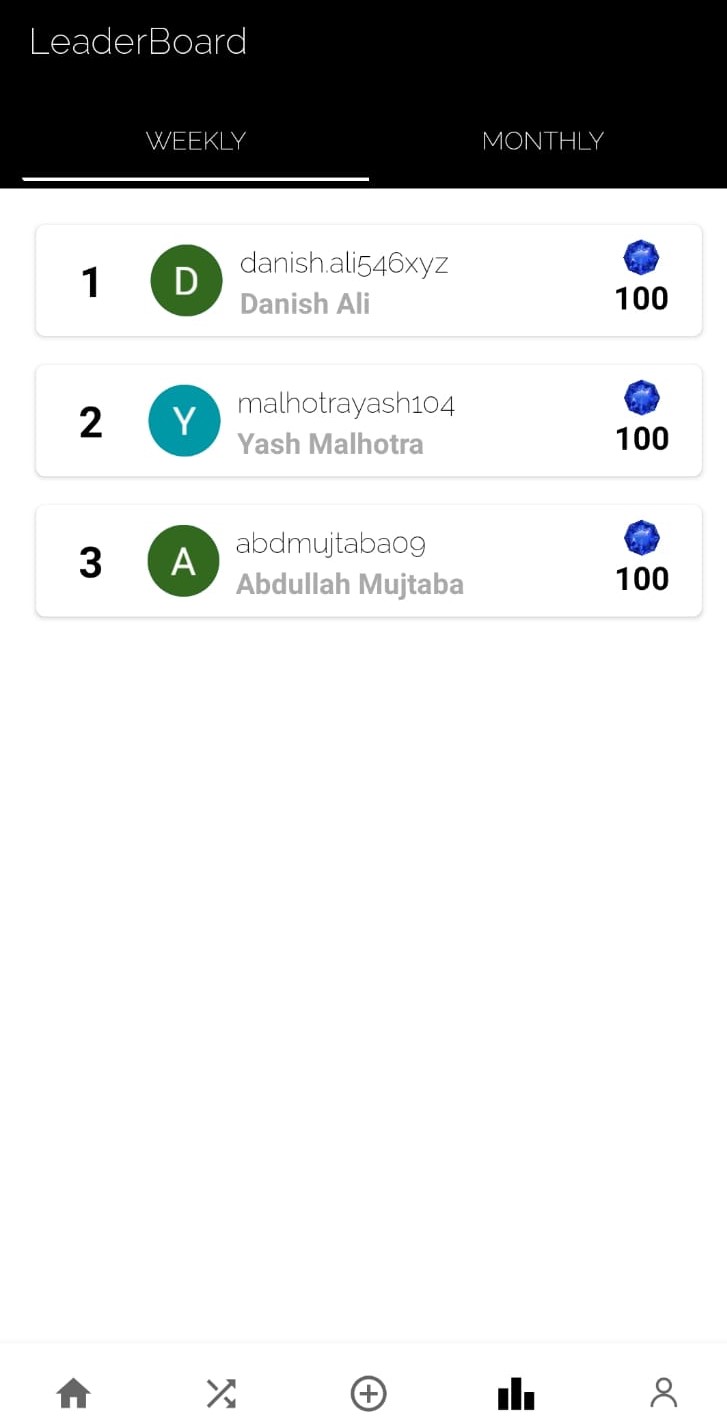 LeaderBoard
WEEKLY MONTHLY
1 D danish.ali546xyz
Danish Ali 100
2 Y malhotrayash104
Yash Malhotra 100
3 A abdmujtaba09
Abdullah Mujtaba 100